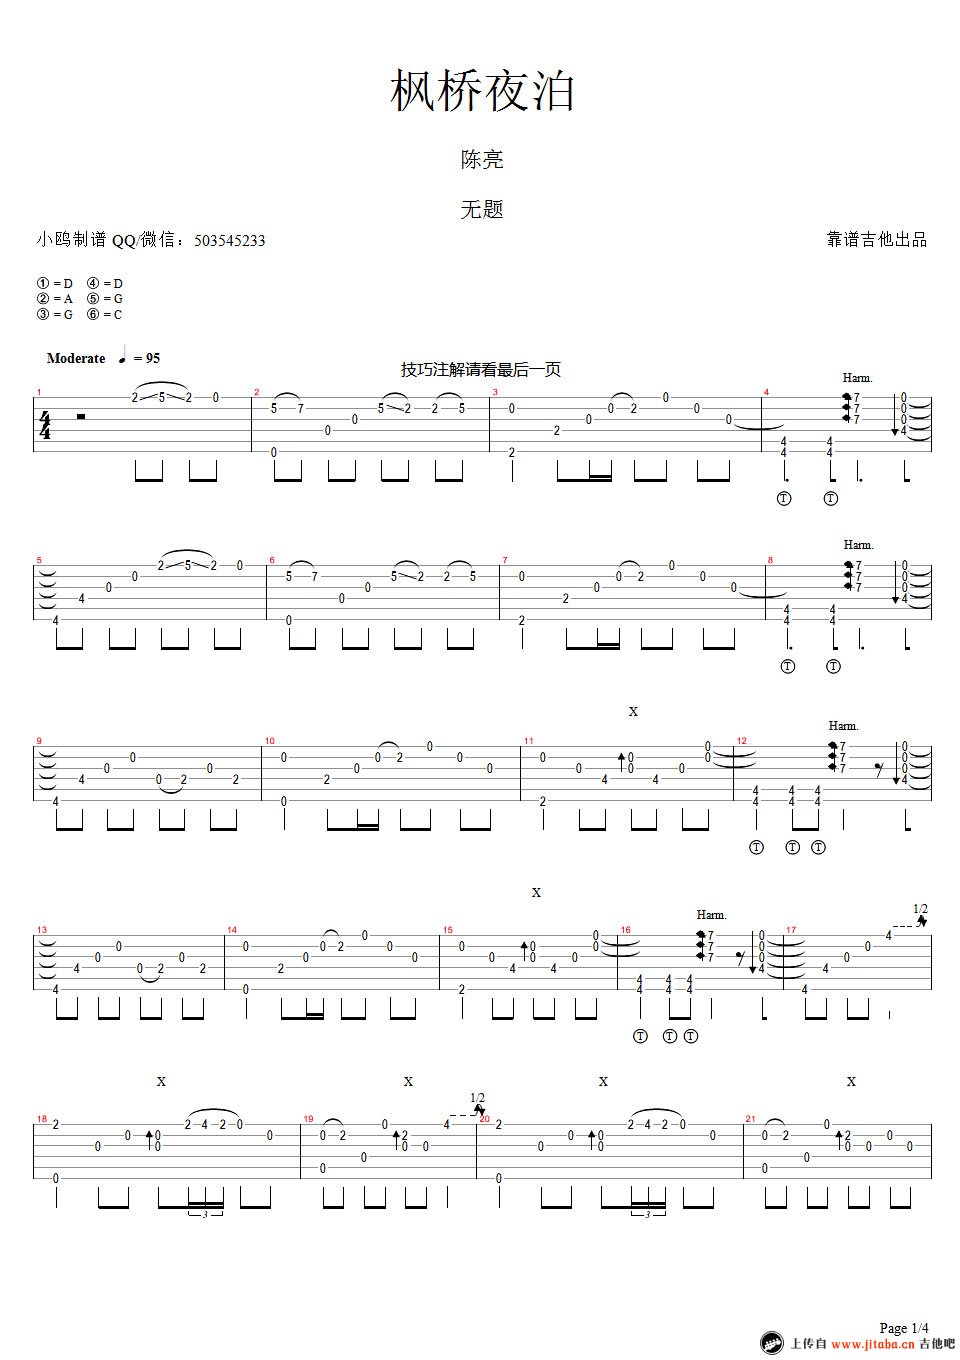 枫桥夜泊
陈亮
无题
小鸥制谱 QQ/微信：503545233
靠谱吉他出品
① = D ④ = D
② = A ⑤ = G
③ = G ⑥ = C
Moderate ♩ = 95
技巧注解请看最后一页
Harm.
1 2 3 4
T T
Harm.
5 6 7 8
T T
X
Harm.
9 10 11 12
T T T
X
Harm.
1/2
13 14 15 16 17
T T T
X X X X
1/2
18 19 20 21
3 3
Page 1/4
上传自 www.jitaba.cn 吉他吧